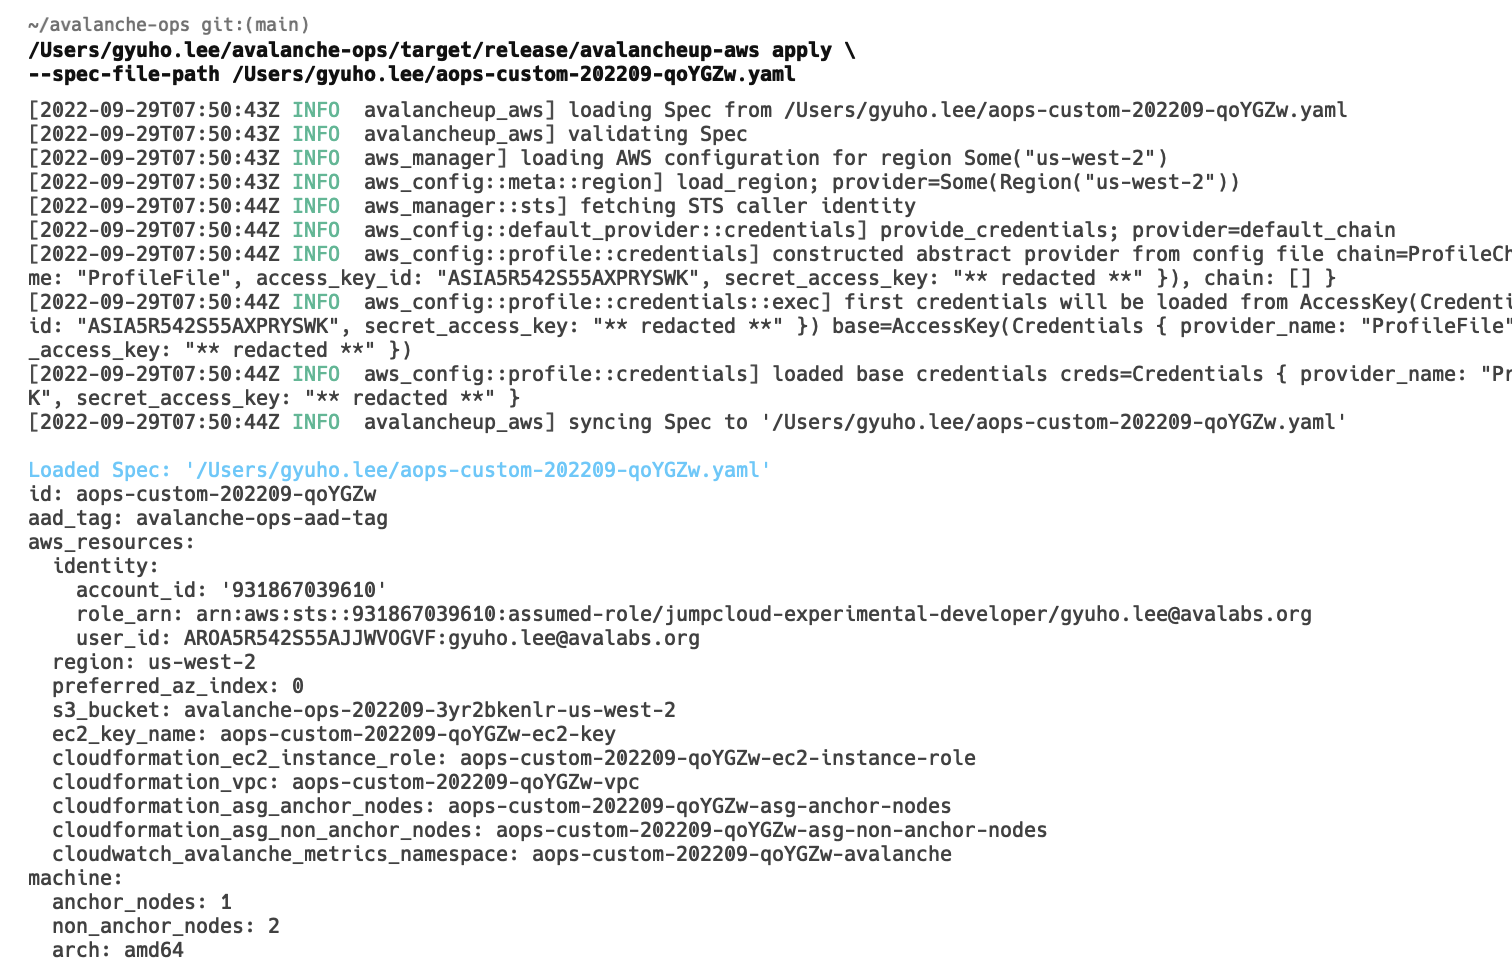 ~/avalanche-ops git:(main)
/Users/gyuho.lee/avalanche-ops/target/release/avalancheup-aws apply \
--spec-file-path /Users/gyuho.lee/aops-custom-202209-qoYGZw.yaml
[2022-09-29T07:50:43Z INFO  avalancheup_aws] loading Spec from /Users/gyuho.lee/aops-custom-202209-qoYGZw.yaml
[2022-09-29T07:50:43Z INFO  avalancheup_aws] validating Spec
[2022-09-29T07:50:43Z INFO  aws_manager] loading AWS configuration for region Some("us-west-2")
[2022-09-29T07:50:43Z INFO  aws_config::meta::region] load_region; provider=Some(Region("us-west-2"))
[2022-09-29T07:50:44Z INFO  aws_manager::sts] fetching STS caller identity
[2022-09-29T07:50:44Z INFO  aws_config::default_provider::credentials] provide_credentials; provider=default_chain
[2022-09-29T07:50:44Z INFO  aws_config::profile::credentials] constructed abstract provider from config file chain=ProfileCh
me: "ProfileFile", access_key_id: "ASIA5R542S55AXPRYSWK", secret_access_key: "** redacted **" }), chain: [] }
[2022-09-29T07:50:44Z INFO  aws_config::profile::credentials::exec] first credentials will be loaded from AccessKey(Credenti
id: "ASIA5R542S55AXPRYSWK", secret_access_key: "** redacted **" }) base=AccessKey(Credentials { provider_name: "ProfileFile"
_access_key: "** redacted **" })
[2022-09-29T07:50:44Z INFO  aws_config::profile::credentials] loaded base credentials creds=Credentials { provider_name: "Pr
K", secret_access_key: "** redacted **" }
[2022-09-29T07:50:44Z INFO  avalancheup_aws] syncing Spec to '/Users/gyuho.lee/aops-custom-202209-qoYGZw.yaml'
Loaded Spec: '/Users/gyuho.lee/aops-custom-202209-qoYGZw.yaml'
id: aops-custom-202209-qoYGZw
aad_tag: avalanche-ops-aad-tag
aws_resources:
  identity:
    account_id: '931867039610'
    role_arn: arn:aws:sts::931867039610:assumed-role/jumpcloud-experimental-developer/gyuho.lee@avalabs.org
    user_id: AROA5R542S55AJJWVOGVF:gyuho.lee@avalabs.org
  region: us-west-2
  preferred_az_index: 0
  s3_bucket: avalanche-ops-202209-3yr2bkenlr-us-west-2
  ec2_key_name: aops-custom-202209-qoYGZw-ec2-key
  cloudformation_ec2_instance_role: aops-custom-202209-qoYGZw-ec2-instance-role
  cloudformation_vpc: aops-custom-202209-qoYGZw-vpc
  cloudformation_asg_anchor_nodes: aops-custom-202209-qoYGZw-asg-anchor-nodes
  cloudformation_asg_non_anchor_nodes: aops-custom-202209-qoYGZw-asg-non-anchor-nodes
  cloudwatch_avalanche_metrics_namespace: aops-custom-202209-qoYGZw-avalanche
machine:
  anchor_nodes: 1
  non_anchor_nodes: 2
  arch: amd64